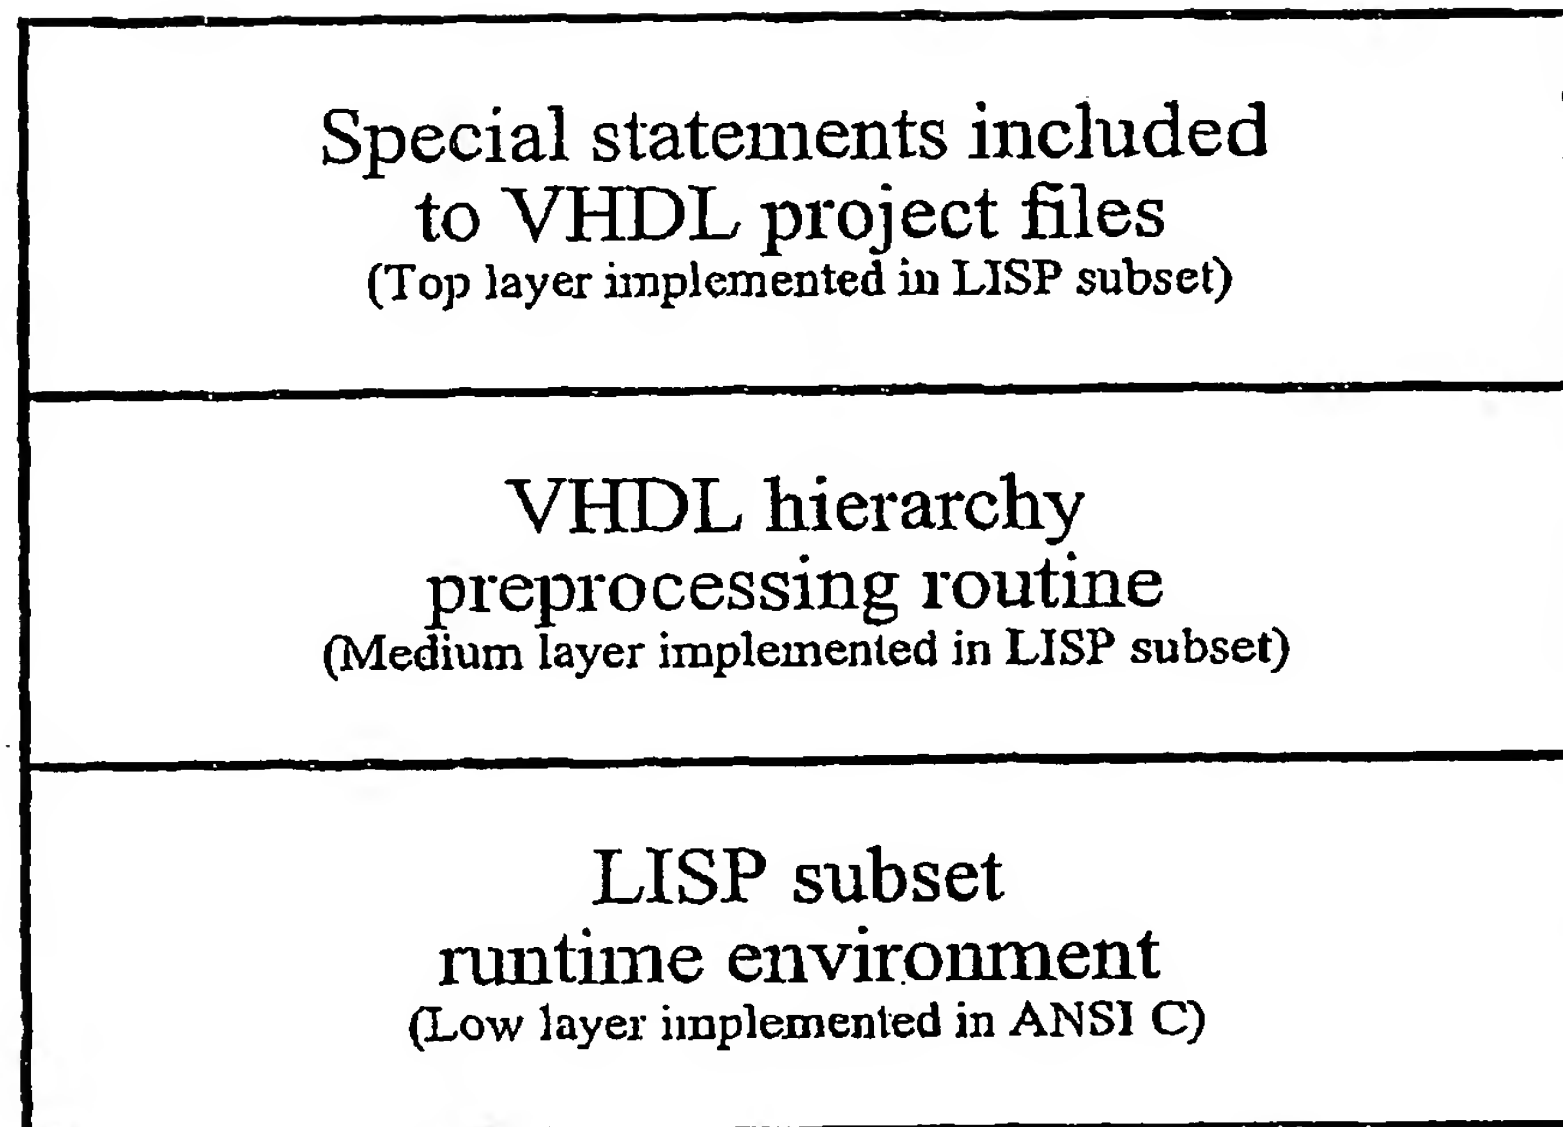 Special statements included
to VHDL project files
(Top layer implemented in LISP subset)
VHDL hierarchy
preprocessing routine
(Medium layer implemented in LISP subset)
LISP subset
runtime environment
(Low layer implemented in ANSI C)